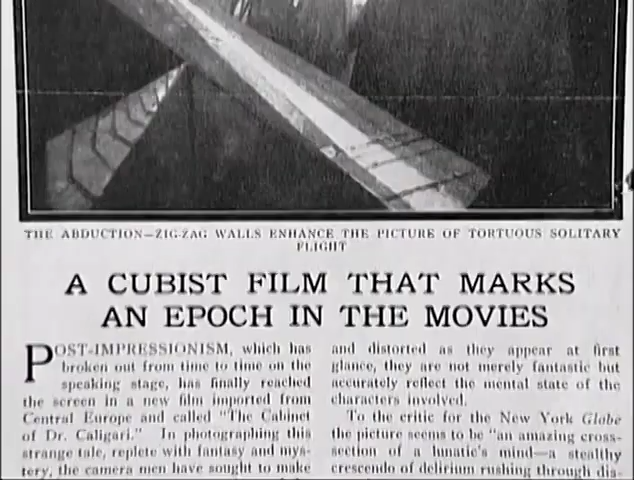 THE ABDUCTION—ZIG-ZAG WALLS ENHANCE THE PICTURE OF TORTUOUS SOLITARY
FLIGHT
A CUBIST FILM THAT MARKS
AN EPOCH IN THE MOVIES
POST-IMPRESSIONISM, which has
broken out from time to time on the
speaking stage, has finally reached
the screen in a new film imported from
Central Europe and called "The Cabinet
of Dr. Caligari." In photographing this
strange tale, replete with fantasy and mys-
tery, the camera men have sought to make
and distorted as they appear at first
glance, they are not merely fantastic but
accurately reflect the mental state of the
characters involved.
To the critic for the New York Globe
the picture seems to be "an amazing cross-
section of a lunatic's mind—a stealthy
crescendo of delirium rushing through dis-